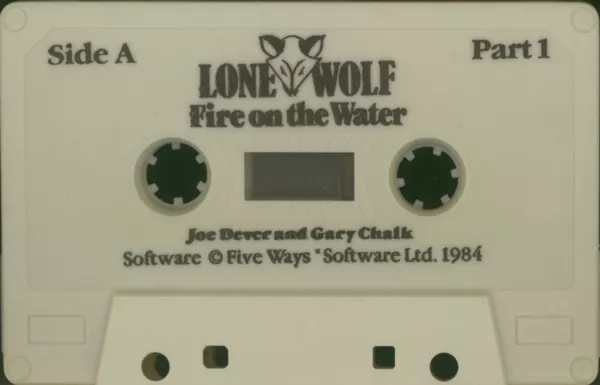 Side A
Part 1
LONE WOLF
Fire on the Water
Joe Dever and Gary Chalk
Software © Five Ways Software Ltd. 1984